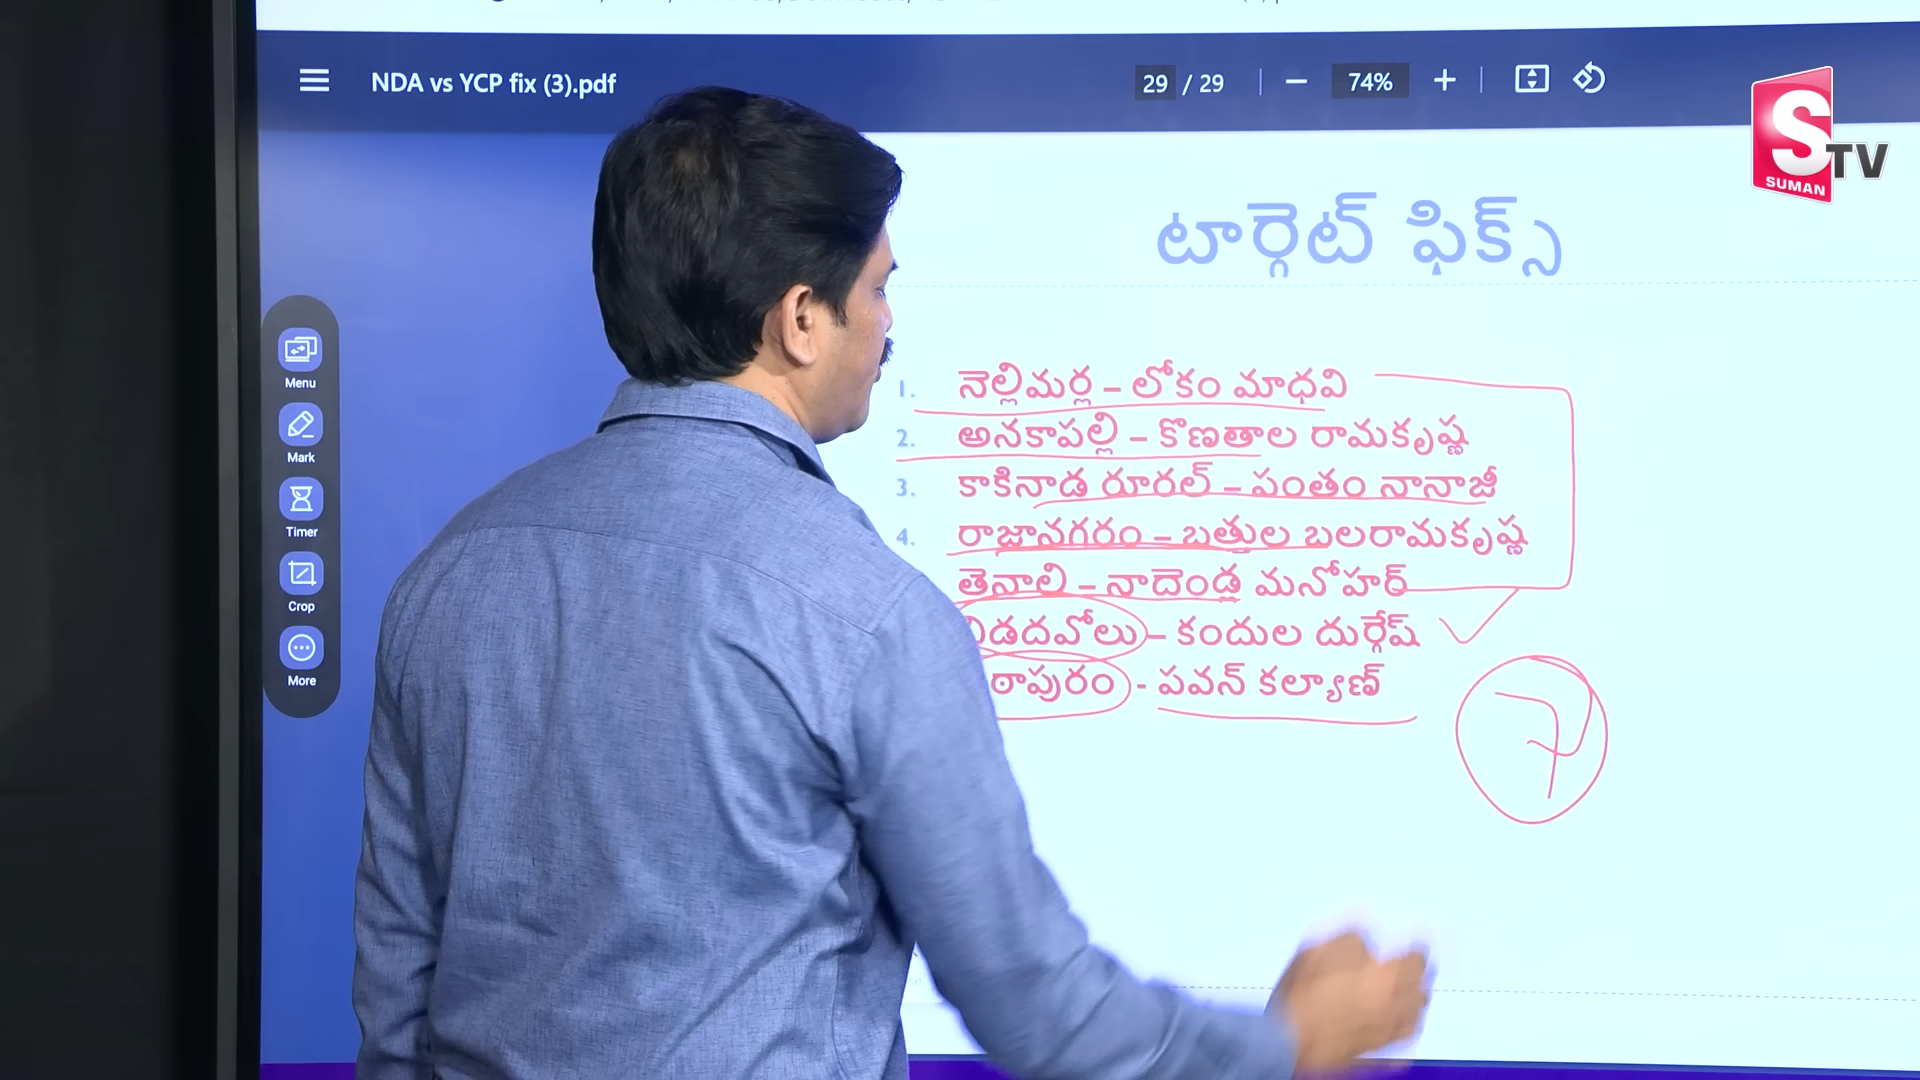 NDA vs YCP fix (3).pdf
29 / 29
74%
S TV
SUMAN
టార్గెట్ ఫిక్స్
1. నెల్లిమర్ల – లోకం మాధవి
2. అనకాపల్లి – కొణతాల రామకృష్ణ
3. కాకినాడ రూరల్ – పంతం నానాజీ
4. రాజానగరం – బత్తుల బలరామకృష్ణ
తెనాలి – నాదెండ్ల మనోహర్
– కందుల దుర్గేష్
- పవన్ కల్యాణ్
7
Menu
Mark
Timer
Crop
More